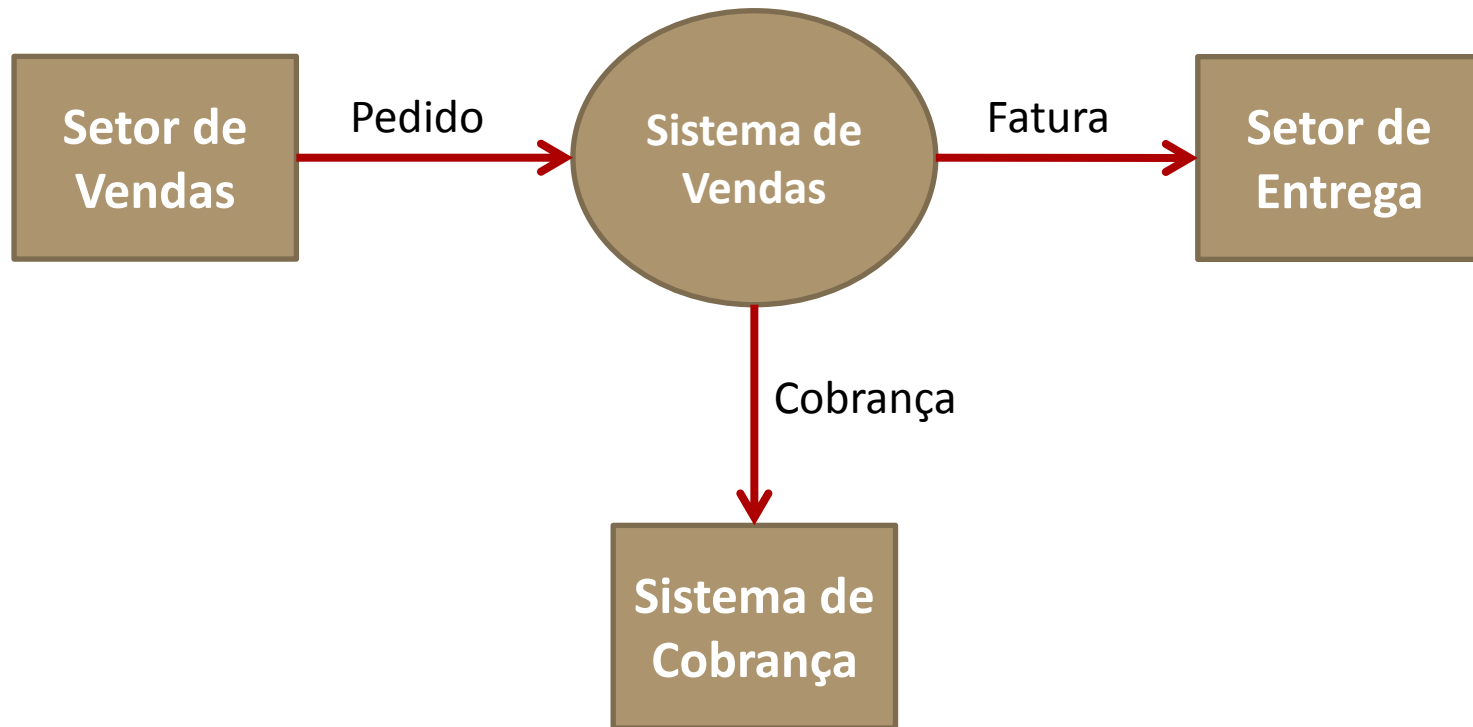 Setor de
Vendas
Pedido
Sistema de
Vendas
Fatura
Setor de
Entrega
Cobrança
Sistema de
Cobrança